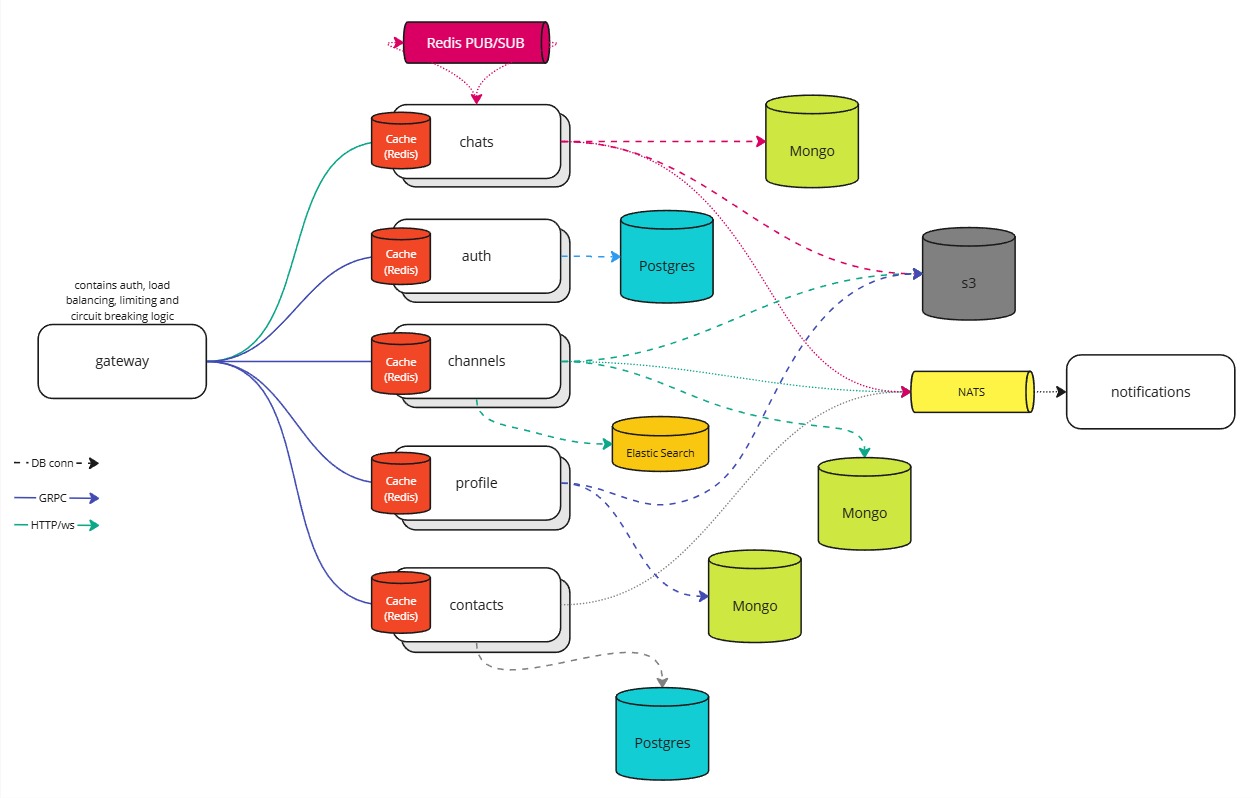 Redis PUB/SUB
Cache
(Redis)
chats
Mongo
Cache
(Redis)
auth
Postgres
s3
contains auth, load
balancing, limiting and
circuit breaking logic
gateway
Cache
(Redis)
channels
NATS
notifications
Elastic Search
DB conn
GRPC
HTTP/ws
Cache
(Redis)
profile
Mongo
Cache
(Redis)
contacts
Mongo
Postgres